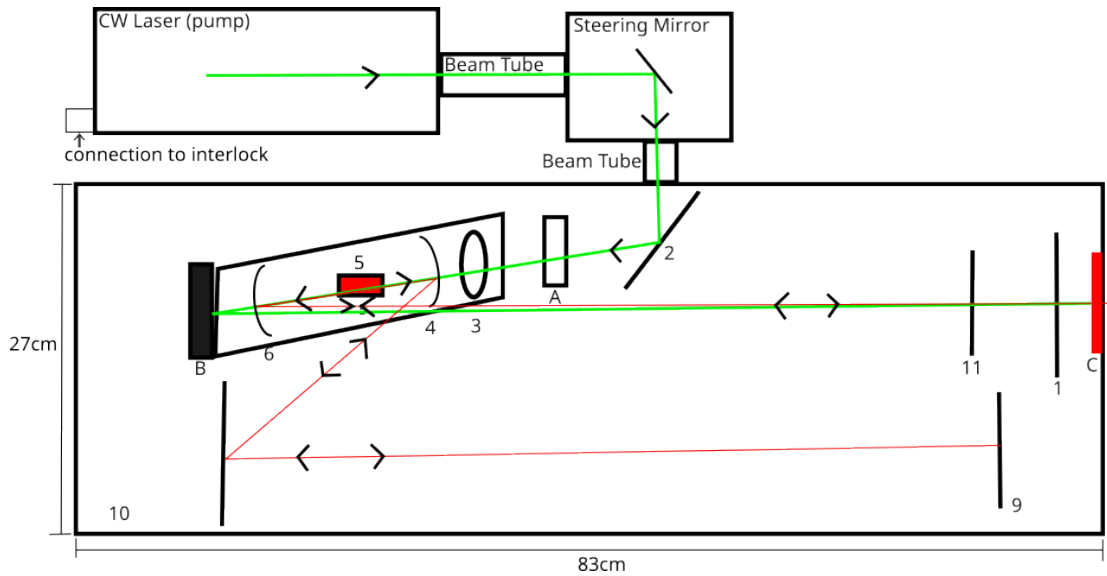 CW Laser (pump)
Steering Mirror
Beam Tube
connection to interlock
Beam Tube
2
5
A
4
3
6
B
11
1
C
27cm
10
9
83cm